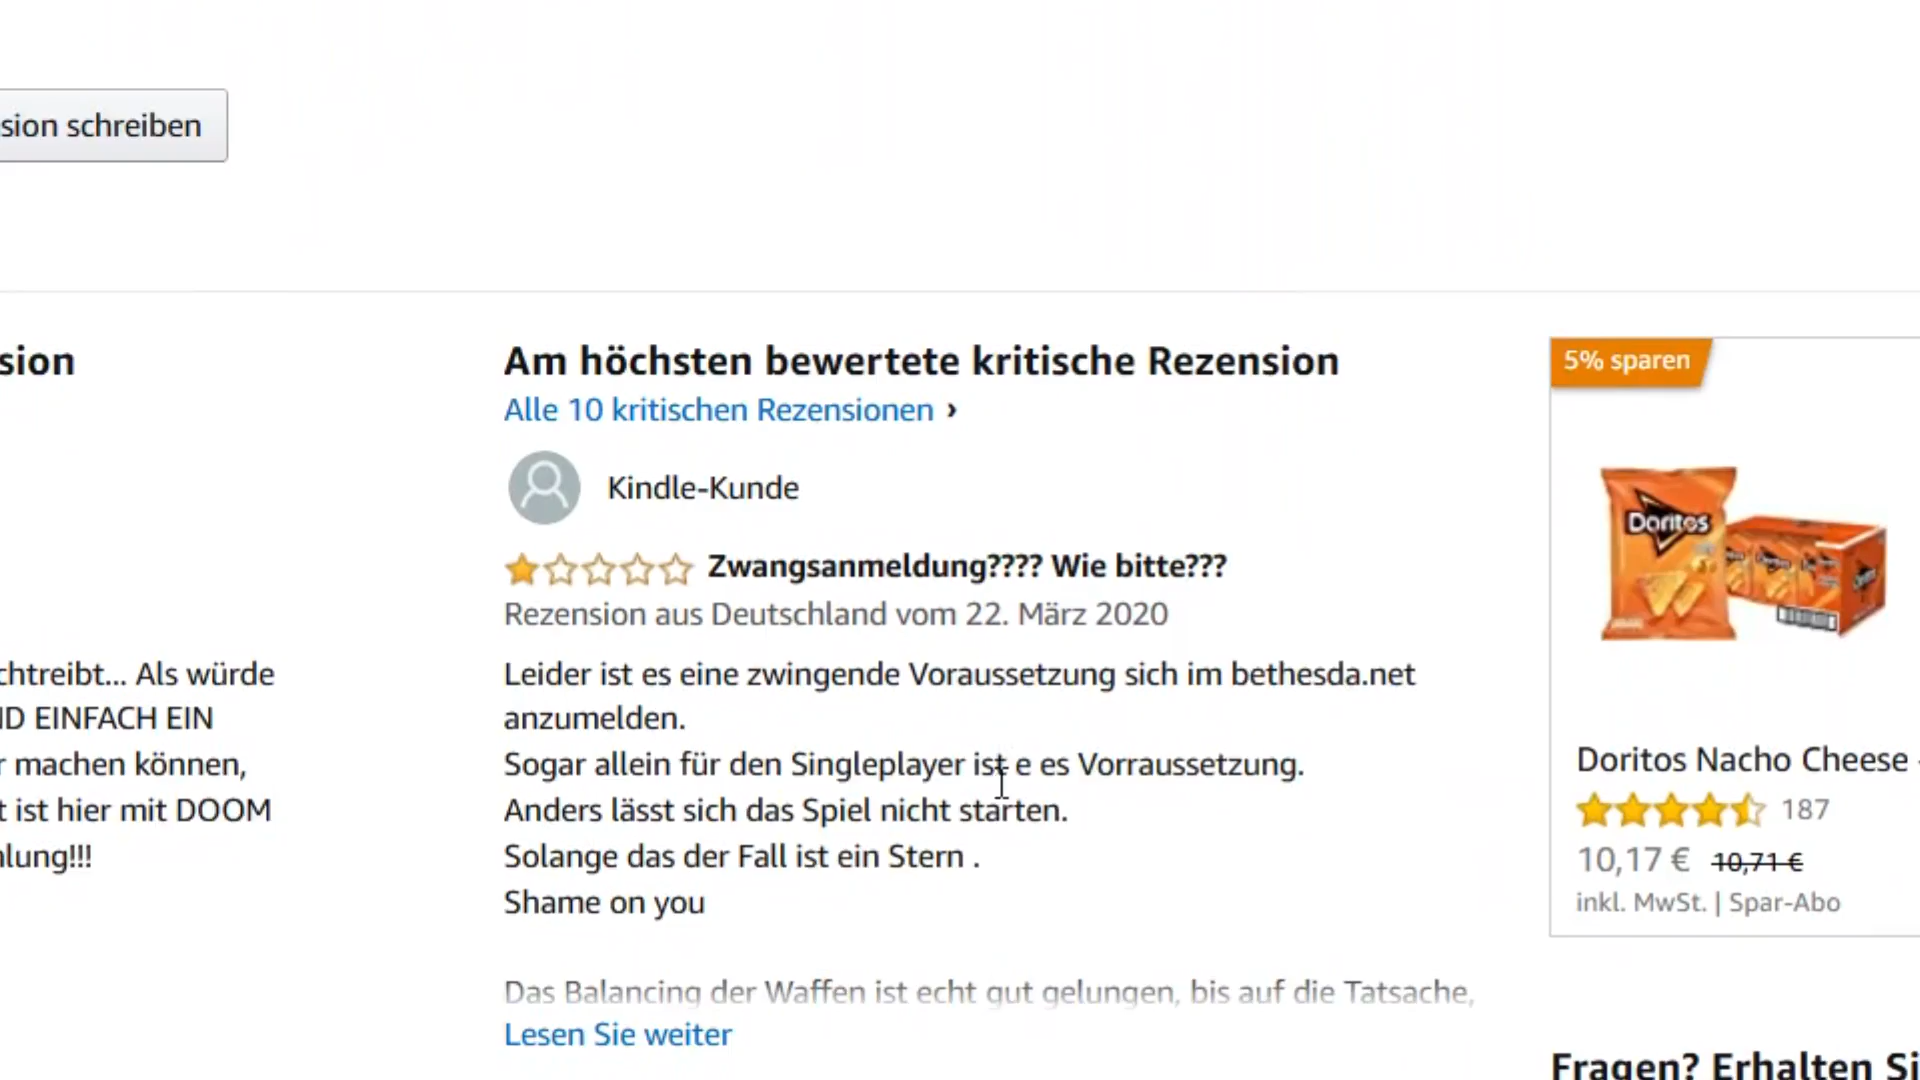 sion schreiben
sion
chtreibt... Als würde
ND EINFACH EIN
r machen können,
t ist hier mit DOOM
nlung!!!
Am höchsten bewertete kritische Rezension
Alle 10 kritischen Rezensionen ›
Kindle-Kunde
Zwangsanmeldung???? Wie bitte???
Rezension aus Deutschland vom 22. März 2020
Leider ist es eine zwingende Voraussetzung sich im bethesda.net
anzumelden.
Sogar allein für den Singleplayer ist e es Vorraussetzung.
Anders lässt sich das Spiel nicht starten.
Solange das der Fall ist ein Stern .
Shame on you
Das Balancing der Waffen ist echt gut gelungen, bis auf die Tatsache,
Lesen Sie weiter
5% sparen
Doritos
Doritos Nacho Cheese
187
10,17 € 10,71 €
inkl. MwSt. | Spar-Abo
Fragen? Erhalten Si